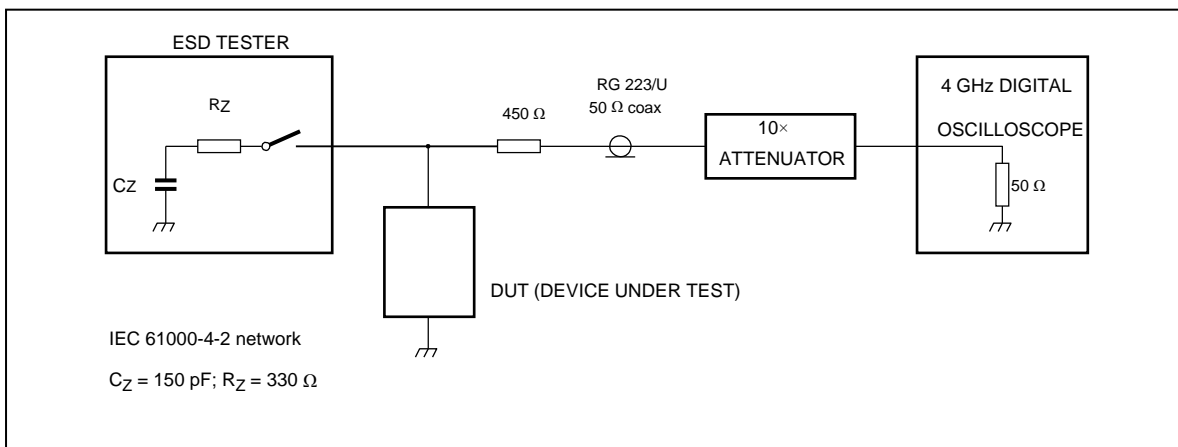 ESD TESTER
RZ
CZ
450 Ω
RG 223/U
50 Ω coax
10×
ATTENUATOR
4 GHz DIGITAL
OSCILLOSCOPE
50 Ω
DUT (DEVICE UNDER TEST)
IEC 61000-4-2 network
CZ = 150 pF; RZ = 330 Ω